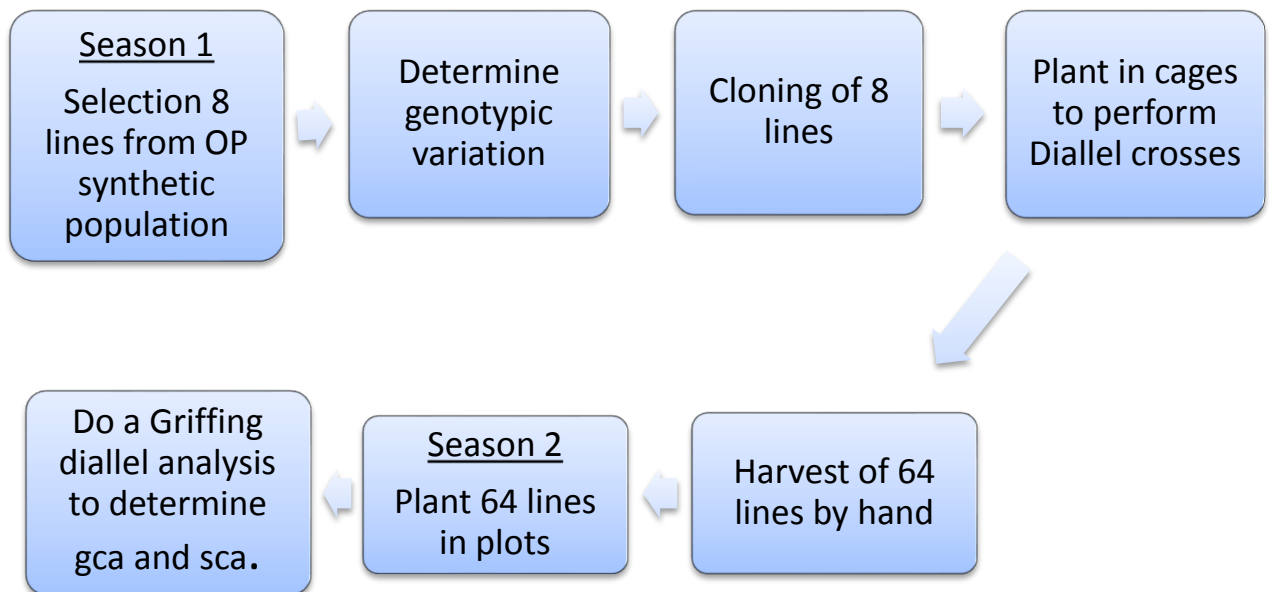 Season 1
Selection 8
lines from OP
synthetic
population
Determine
genotypic
variation
Cloning of 8
lines
Plant in cages
to perform
Diallel crosses
Harvest of 64
lines by hand
Season 2
Plant 64 lines
in plots
Do a Griffing
diallel analysis
to determine
gca and sca.